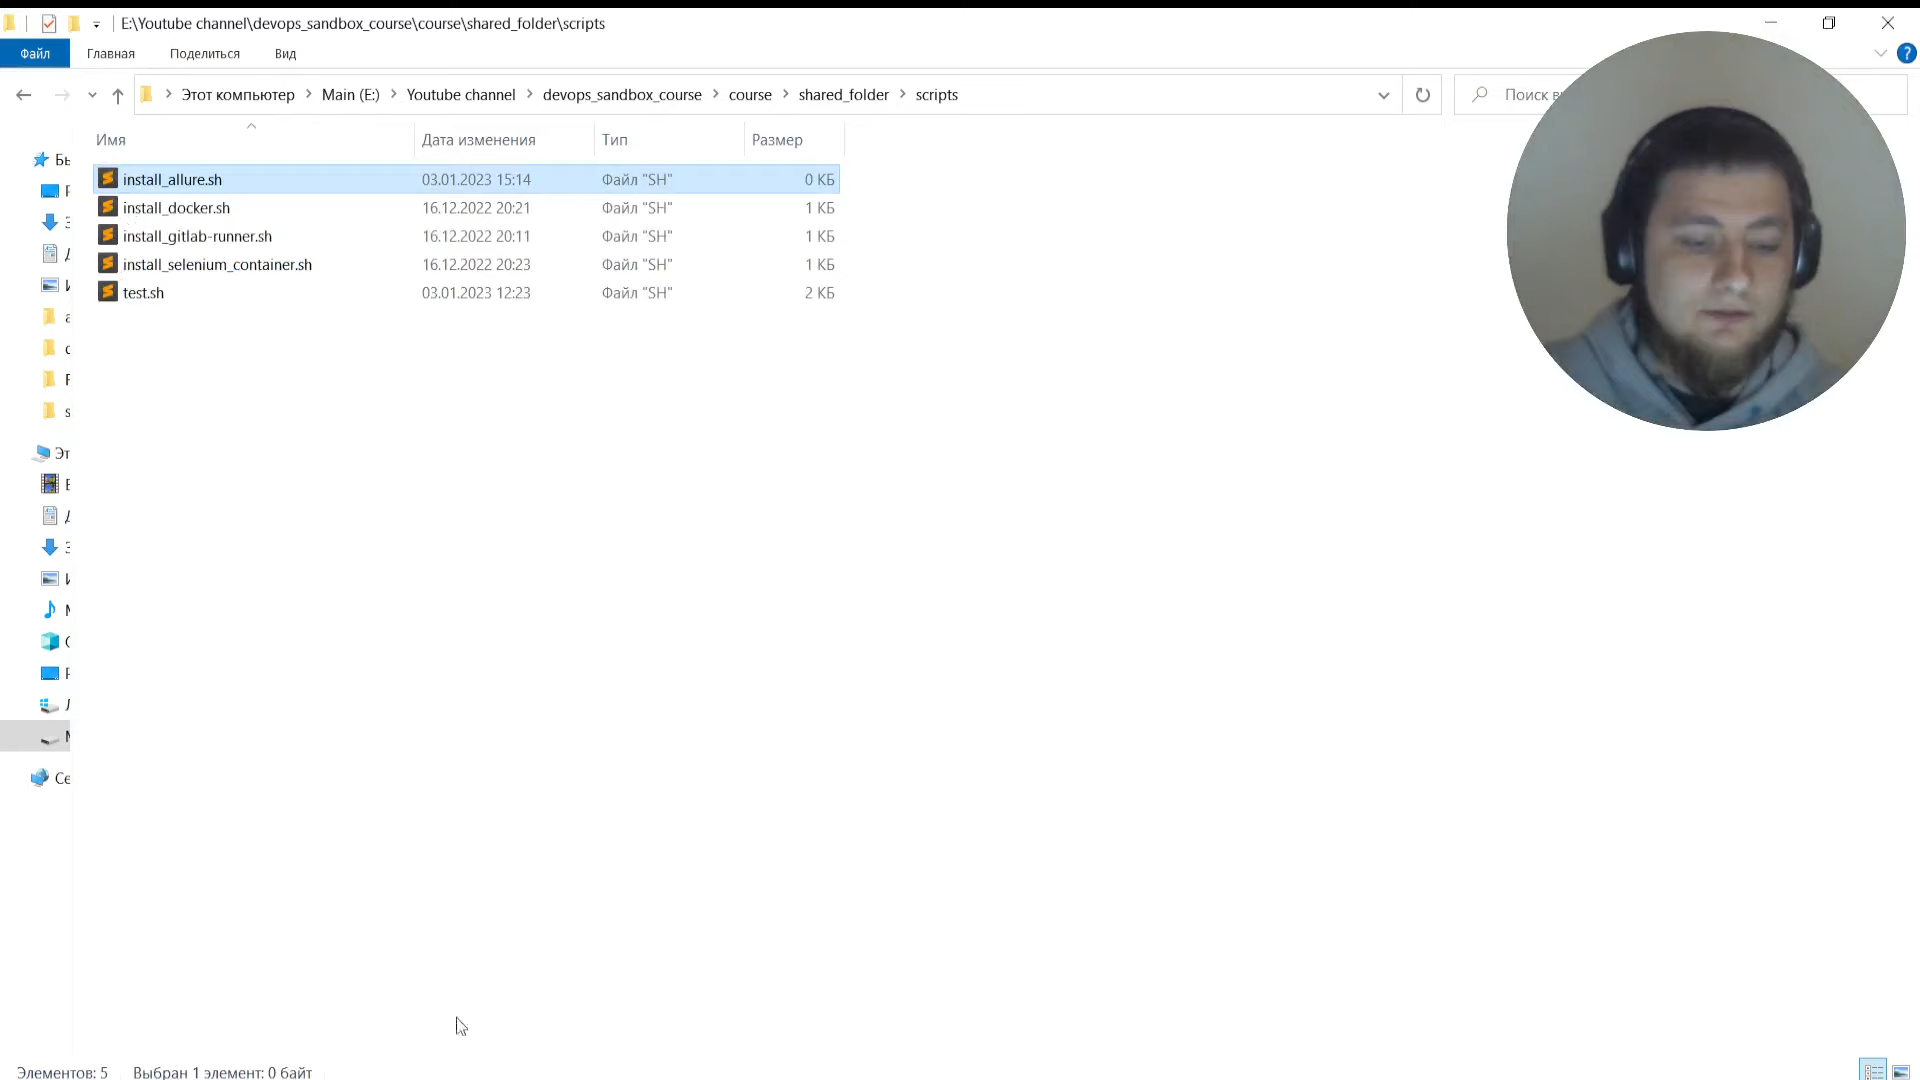 E:\Youtube channel\devops_sandbox_course\course\shared_folder\scripts
Файл Главная Поделиться Вид
Этот компьютер Main (E:) Youtube channel devops_sandbox_course course shared_folder scripts
Поиск
Имя Дата изменения Тип Размер
install_allure.sh 03.01.2023 15:14 Файл "SH" 0 КБ
install_docker.sh 16.12.2022 20:21 Файл "SH" 1 КБ
install_gitlab-runner.sh 16.12.2022 20:11 Файл "SH" 1 КБ
install_selenium_container.sh 16.12.2022 20:23 Файл "SH" 1 КБ
test.sh 03.01.2023 12:23 Файл "SH" 2 КБ
Элементов: 5 Выбран 1 элемент: 0 байт